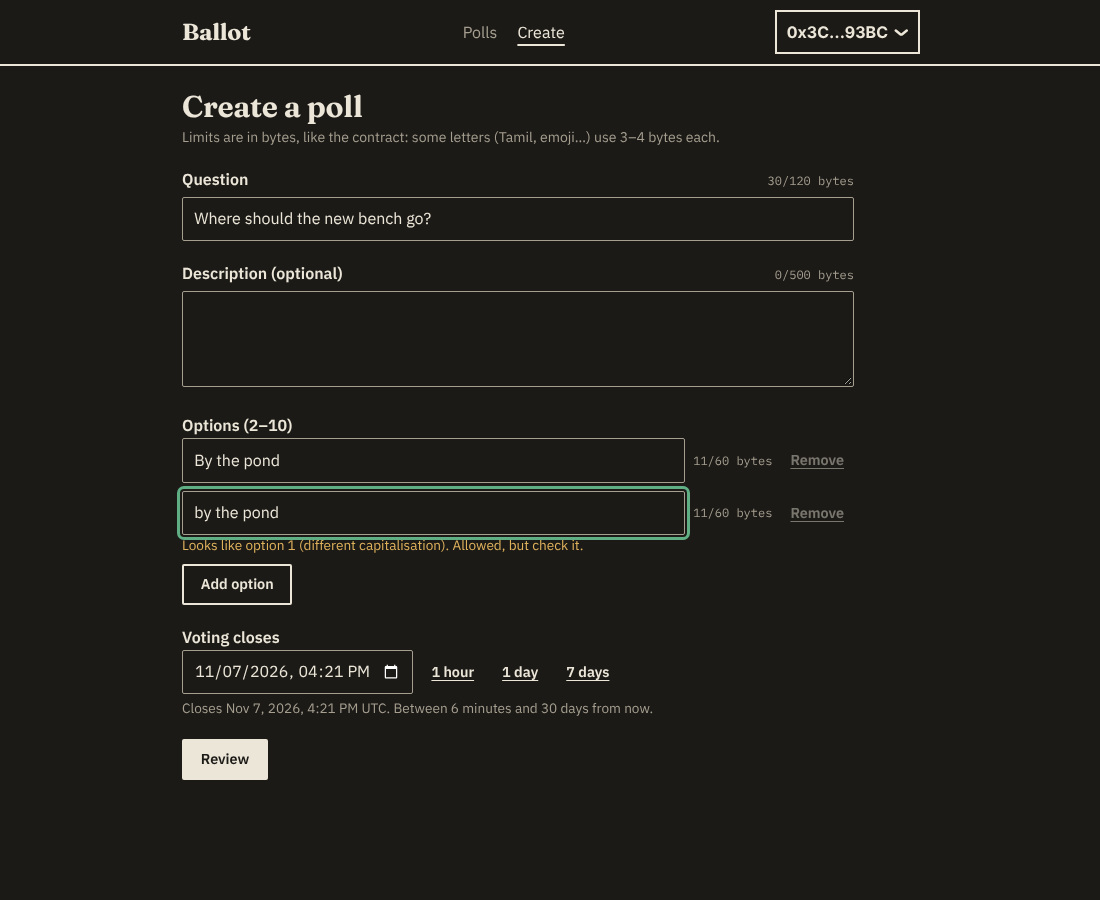 Ballot
Polls Create
0x3C...93BC
Create a poll
Limits are in bytes, like the contract: some letters (Tamil, emoji…) use 3–4 bytes each.
Question 30/120 bytes
Where should the new bench go?
Description (optional) 0/500 bytes
Options (2–10)
By the pond 11/60 bytes Remove
by the pond 11/60 bytes Remove
Looks like option 1 (different capitalisation). Allowed, but check it.
Add option
Voting closes
11/07/2026, 04:21 PM 1 hour 1 day 7 days
Closes Nov 7, 2026, 4:21 PM UTC. Between 6 minutes and 30 days from now.
Review